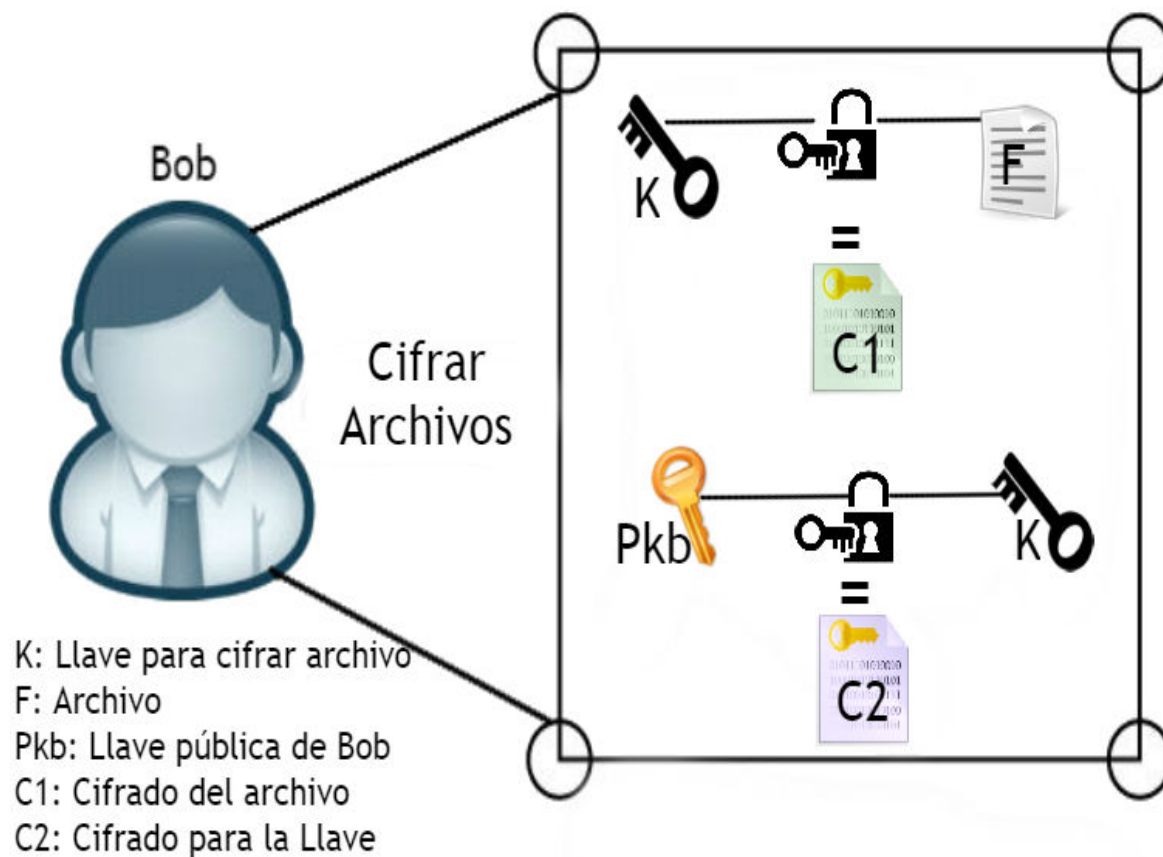 Bob
Cifrar
Archivos
K
F
=
C1
Pkb
K
=
C2
K: Llave para cifrar archivo
F: Archivo
Pkb: Llave pública de Bob
C1: Cifrado del archivo
C2: Cifrado para la Llave